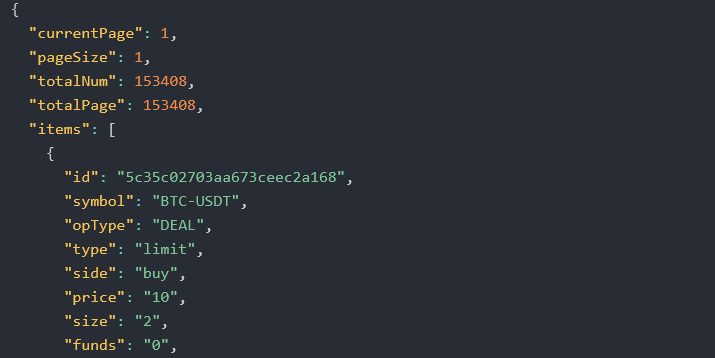 {
"currentPage": 1,
"pageSize": 1,
"totalNum": 153408,
"totalPage": 153408,
"items": [
{
"id": "5c35c02703aa673ceec2a168",
"symbol": "BTC-USDT",
"opType": "DEAL",
"type": "limit",
"side": "buy",
"price": "10",
"size": "2",
"funds": "0",